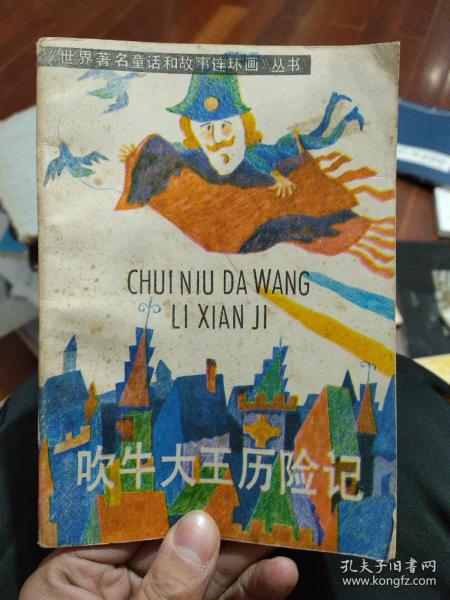 《世界著名童话和故事连环画》丛书
CHUI NIU DA WANG
LI XIAN JI
吹牛大王历险记
孔夫子旧书网
www.kongfz.com